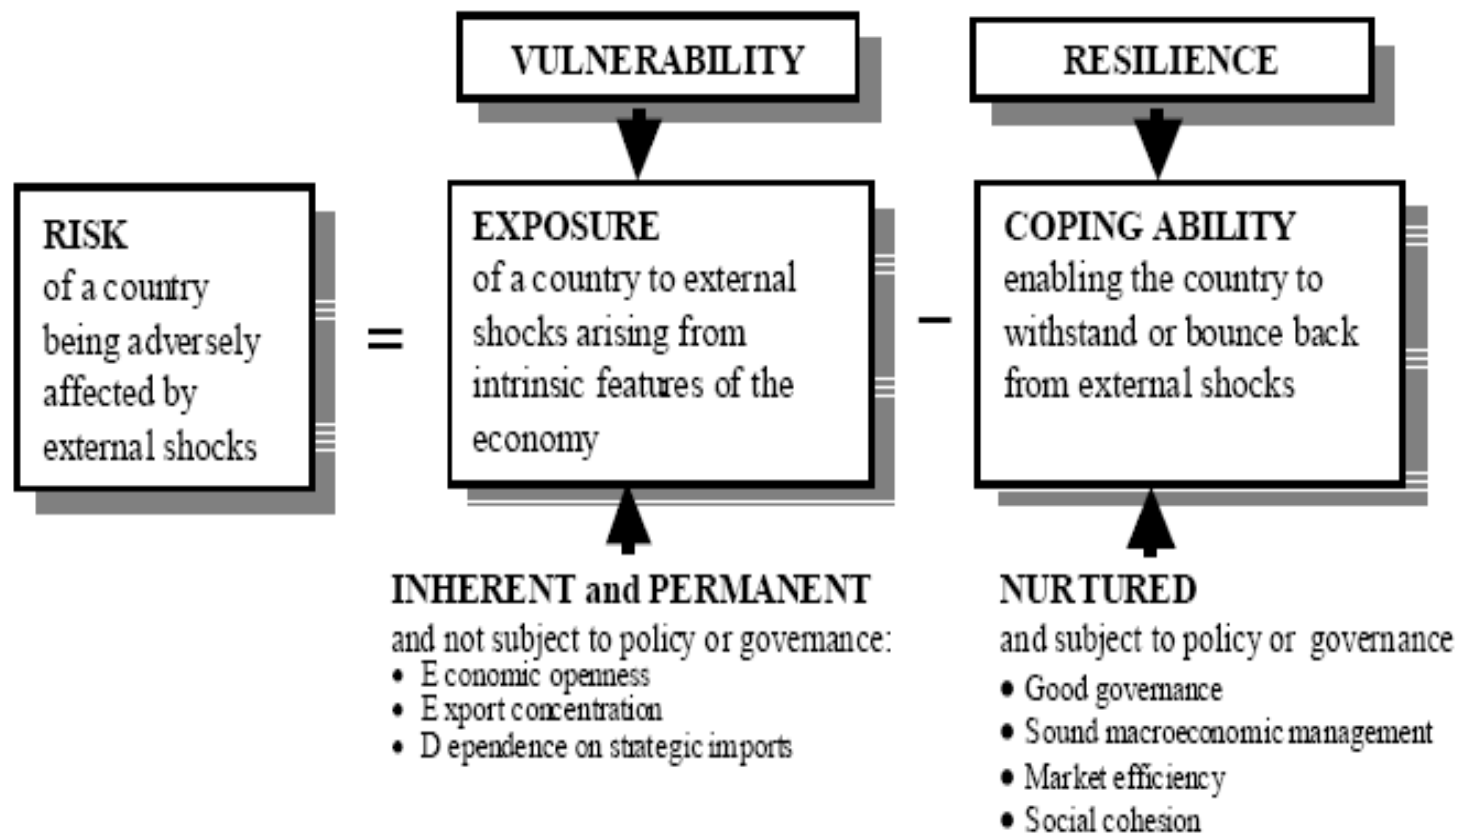 VULNERABILITY
RESILIENCE
RISK
of a country
being adversely
affected by
external shocks
=
EXPOSURE
of a country to external
shocks arising from
intrinsic features of the
economy
–
COPING ABILITY
enabling the country to
withstand or bounce back
from external shocks
INHERENT and PERMANENT
and not subject to policy or governance:
• Economic openness
• Export concentration
• Dependence on strategic imports
NURTURED
and subject to policy or governance
• Good governance
• Sound macroeconomic management
• Market efficiency
• Social cohesion